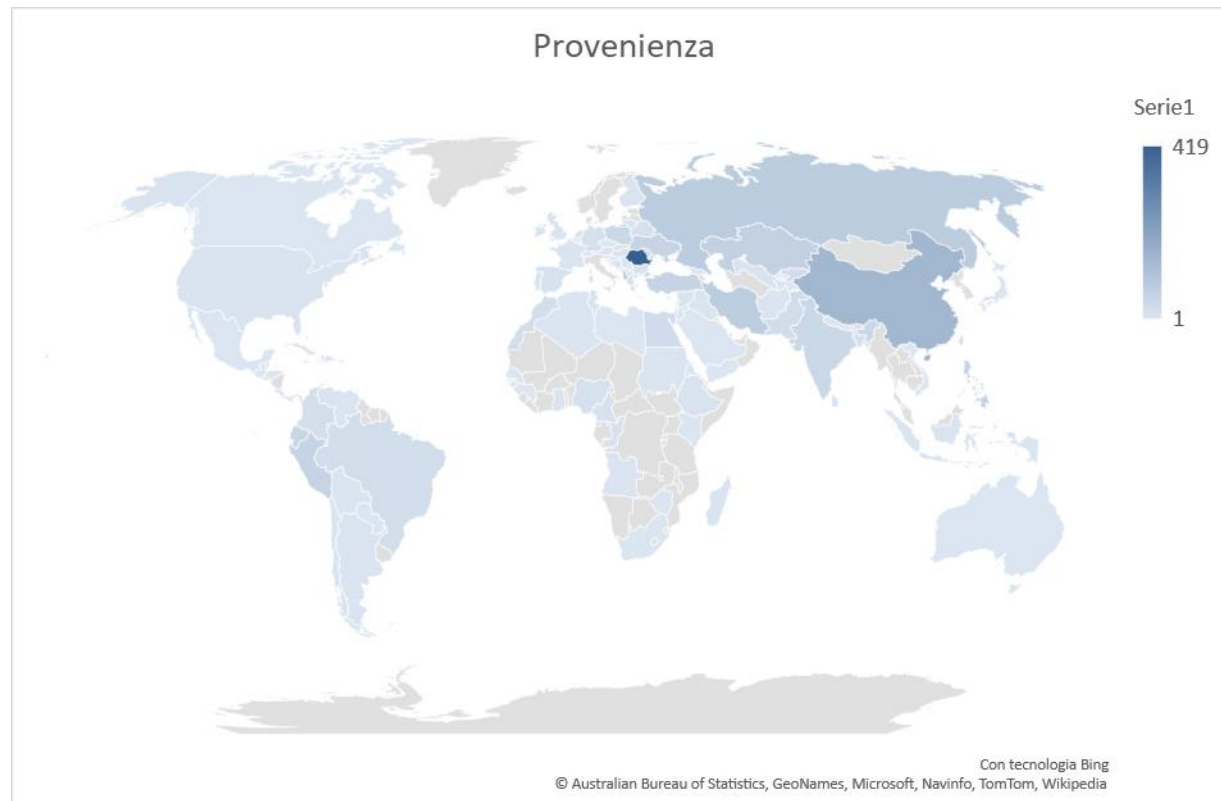 Provenienza
Serie1
419
1
Con tecnologia Bing
© Australian Bureau of Statistics, GeoNames, Microsoft, Navinfo, TomTom, Wikipedia